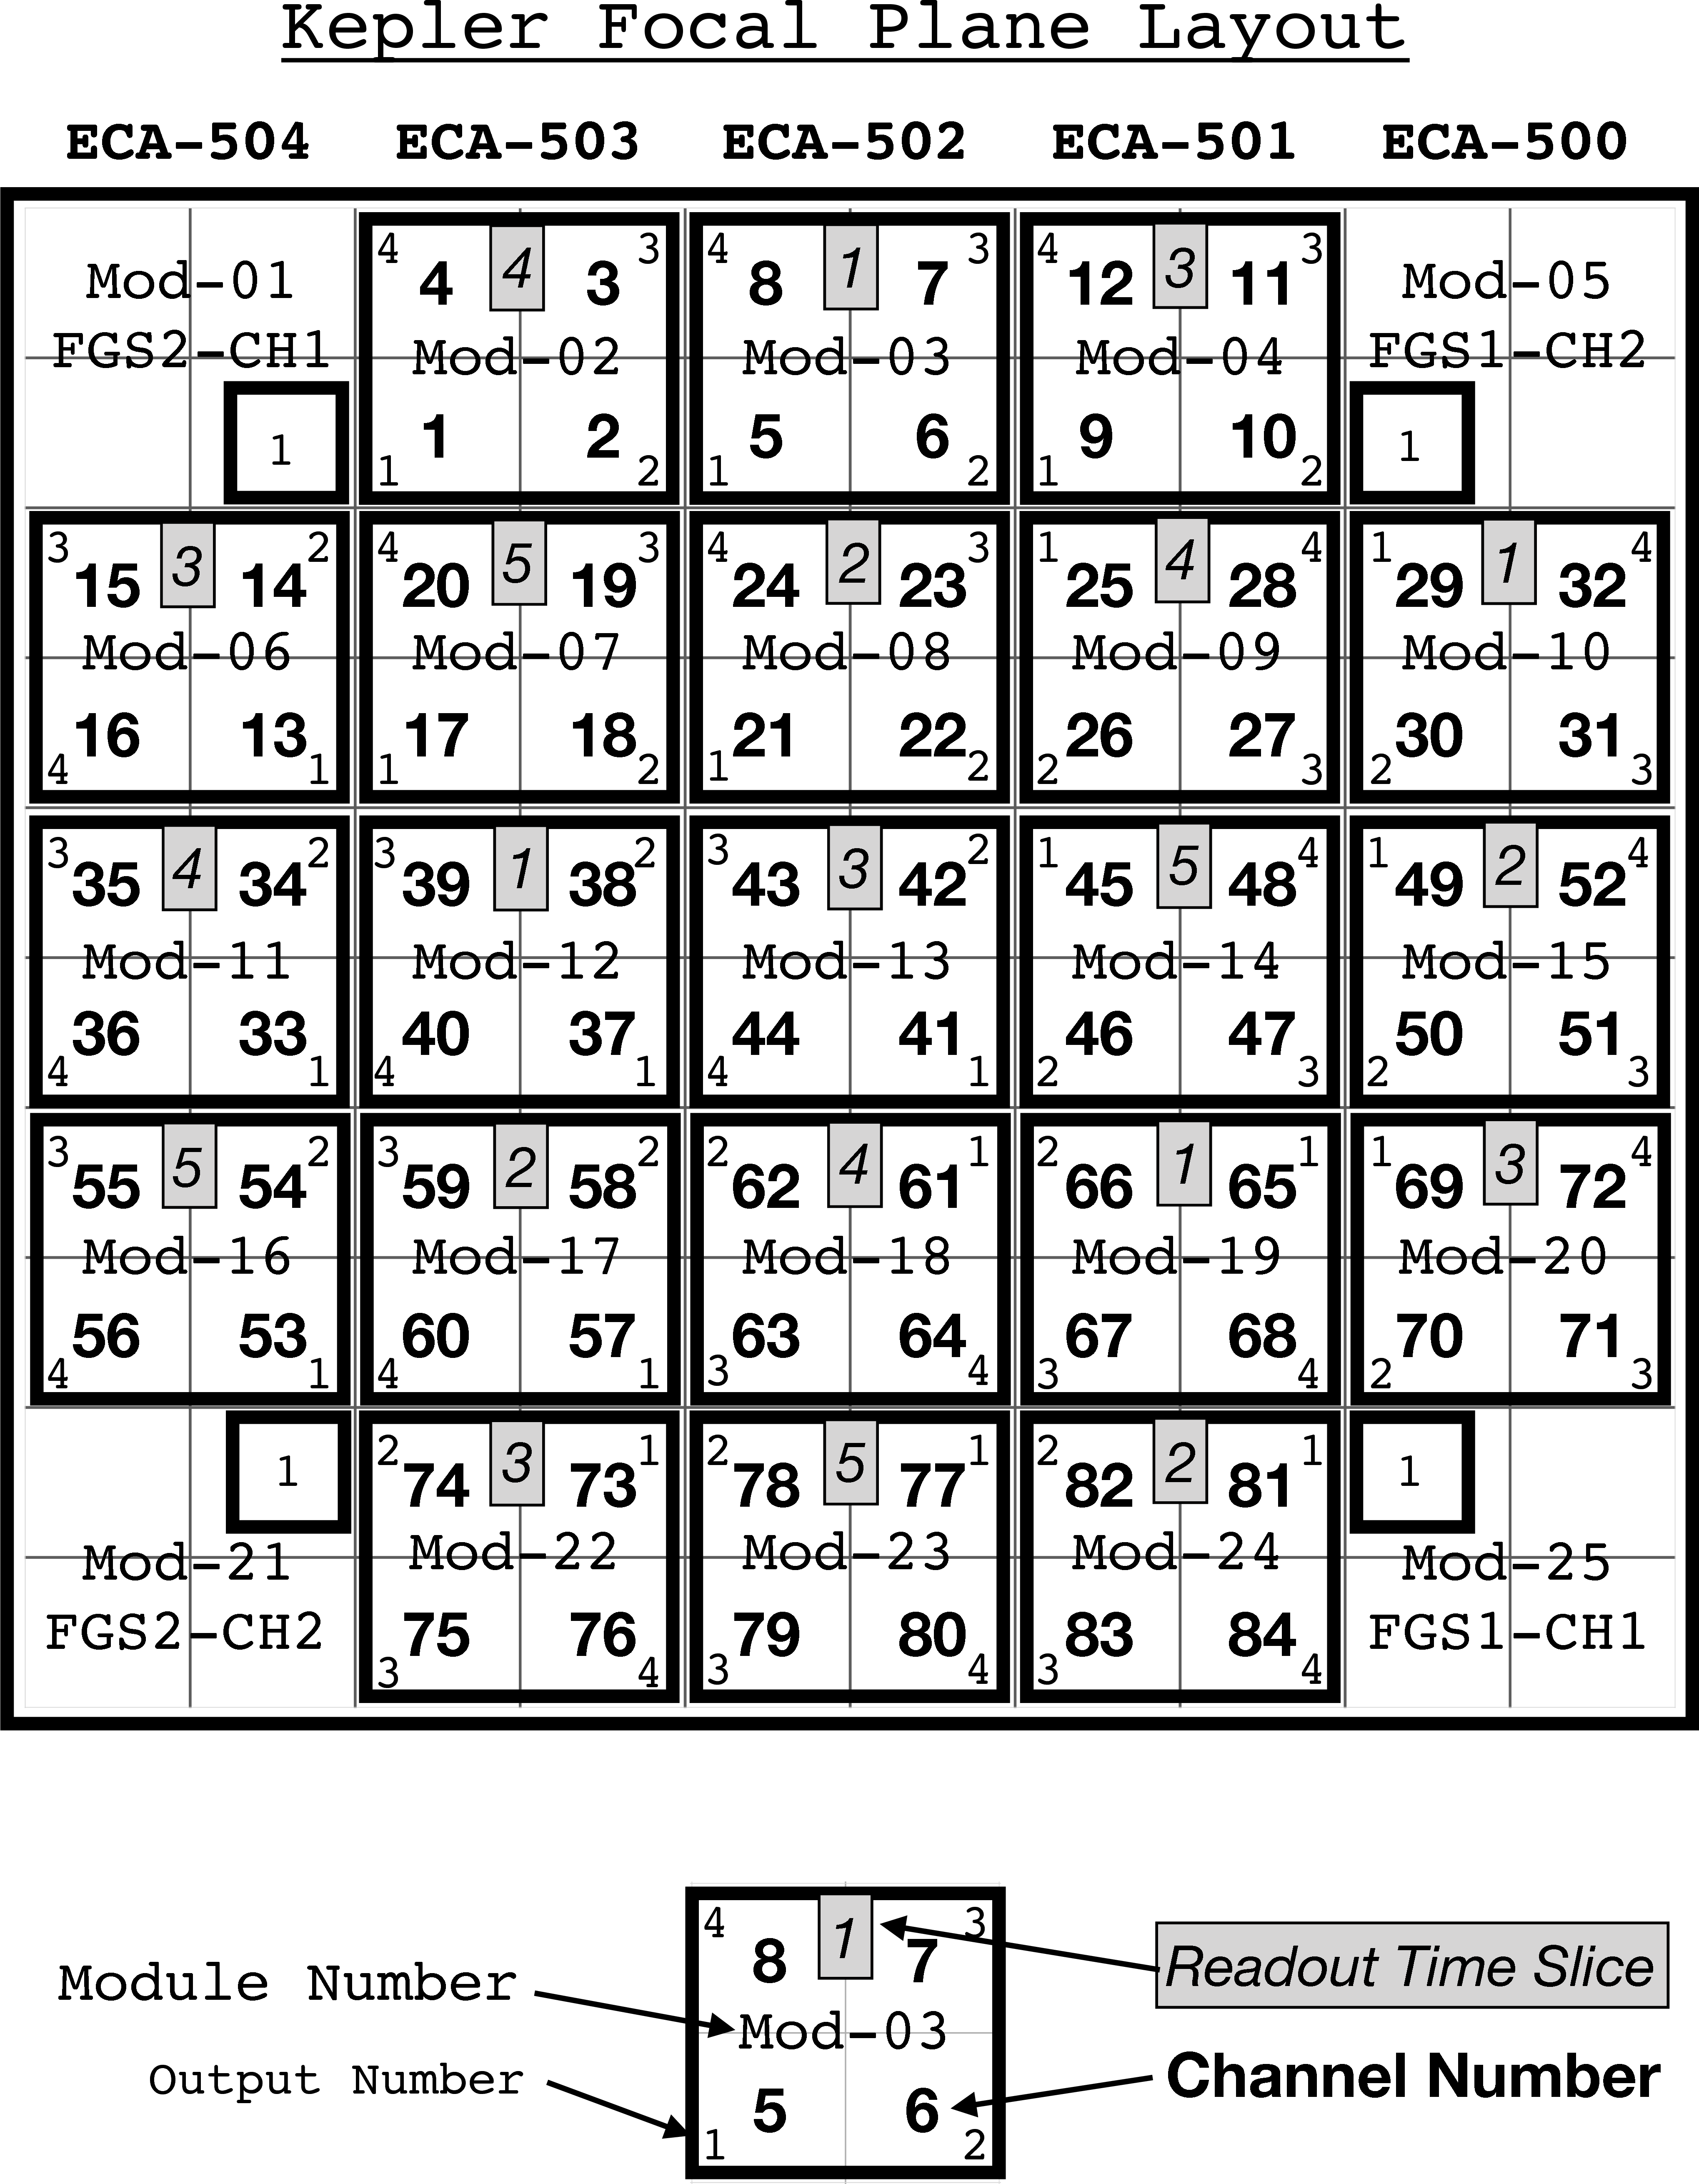 Kepler Focal Plane Layout
ECA-504 ECA-503 ECA-502 ECA-501 ECA-500
4 4 3 4 1 3 4 3 3
Mod-01 4 3 8 7 12 11 Mod-05
FGS2-CH1 Mod-02 Mod-03 Mod-04 FGS1-CH2
1 1 2 5 6 9 10 1
1 2 1 2 1 2
3 3 2 4 5 3 4 2 3 1 4 4 1 1 4
15 14 20 19 24 23 25 28 29 32
Mod-06 Mod-07 Mod-08 Mod-09 Mod-10
16 13 17 18 21 22 26 27 30 31
4 1 1 2 1 2 2 3 2 3
3 4 2 3 1 2 3 3 2 1 5 4 1 2 4
35 34 39 38 43 42 45 48 49 52
Mod-11 Mod-12 Mod-13 Mod-14 Mod-15
36 33 40 37 44 41 46 47 50 51
4 1 4 1 4 1 2 3 2 3
3 5 2 3 2 2 2 4 1 2 1 1 1 3 4
55 54 59 58 62 61 66 65 69 72
Mod-16 Mod-17 Mod-18 Mod-19 Mod-20
56 53 60 57 63 64 67 68 70 71
4 1 4 1 3 4 3 4 2 3
1 2 3 1 2 5 1 2 2 1 1
74 73 78 77 82 81
Mod-21 Mod-22 Mod-23 Mod-24 Mod-25
FGS2-CH2 75 76 79 80 83 84 FGS1-CH1
3 4 3 4 3 4
4 1 3
8 7 Readout Time Slice
Module Number Mod-03
Output Number 5 6 Channel Number
1 2